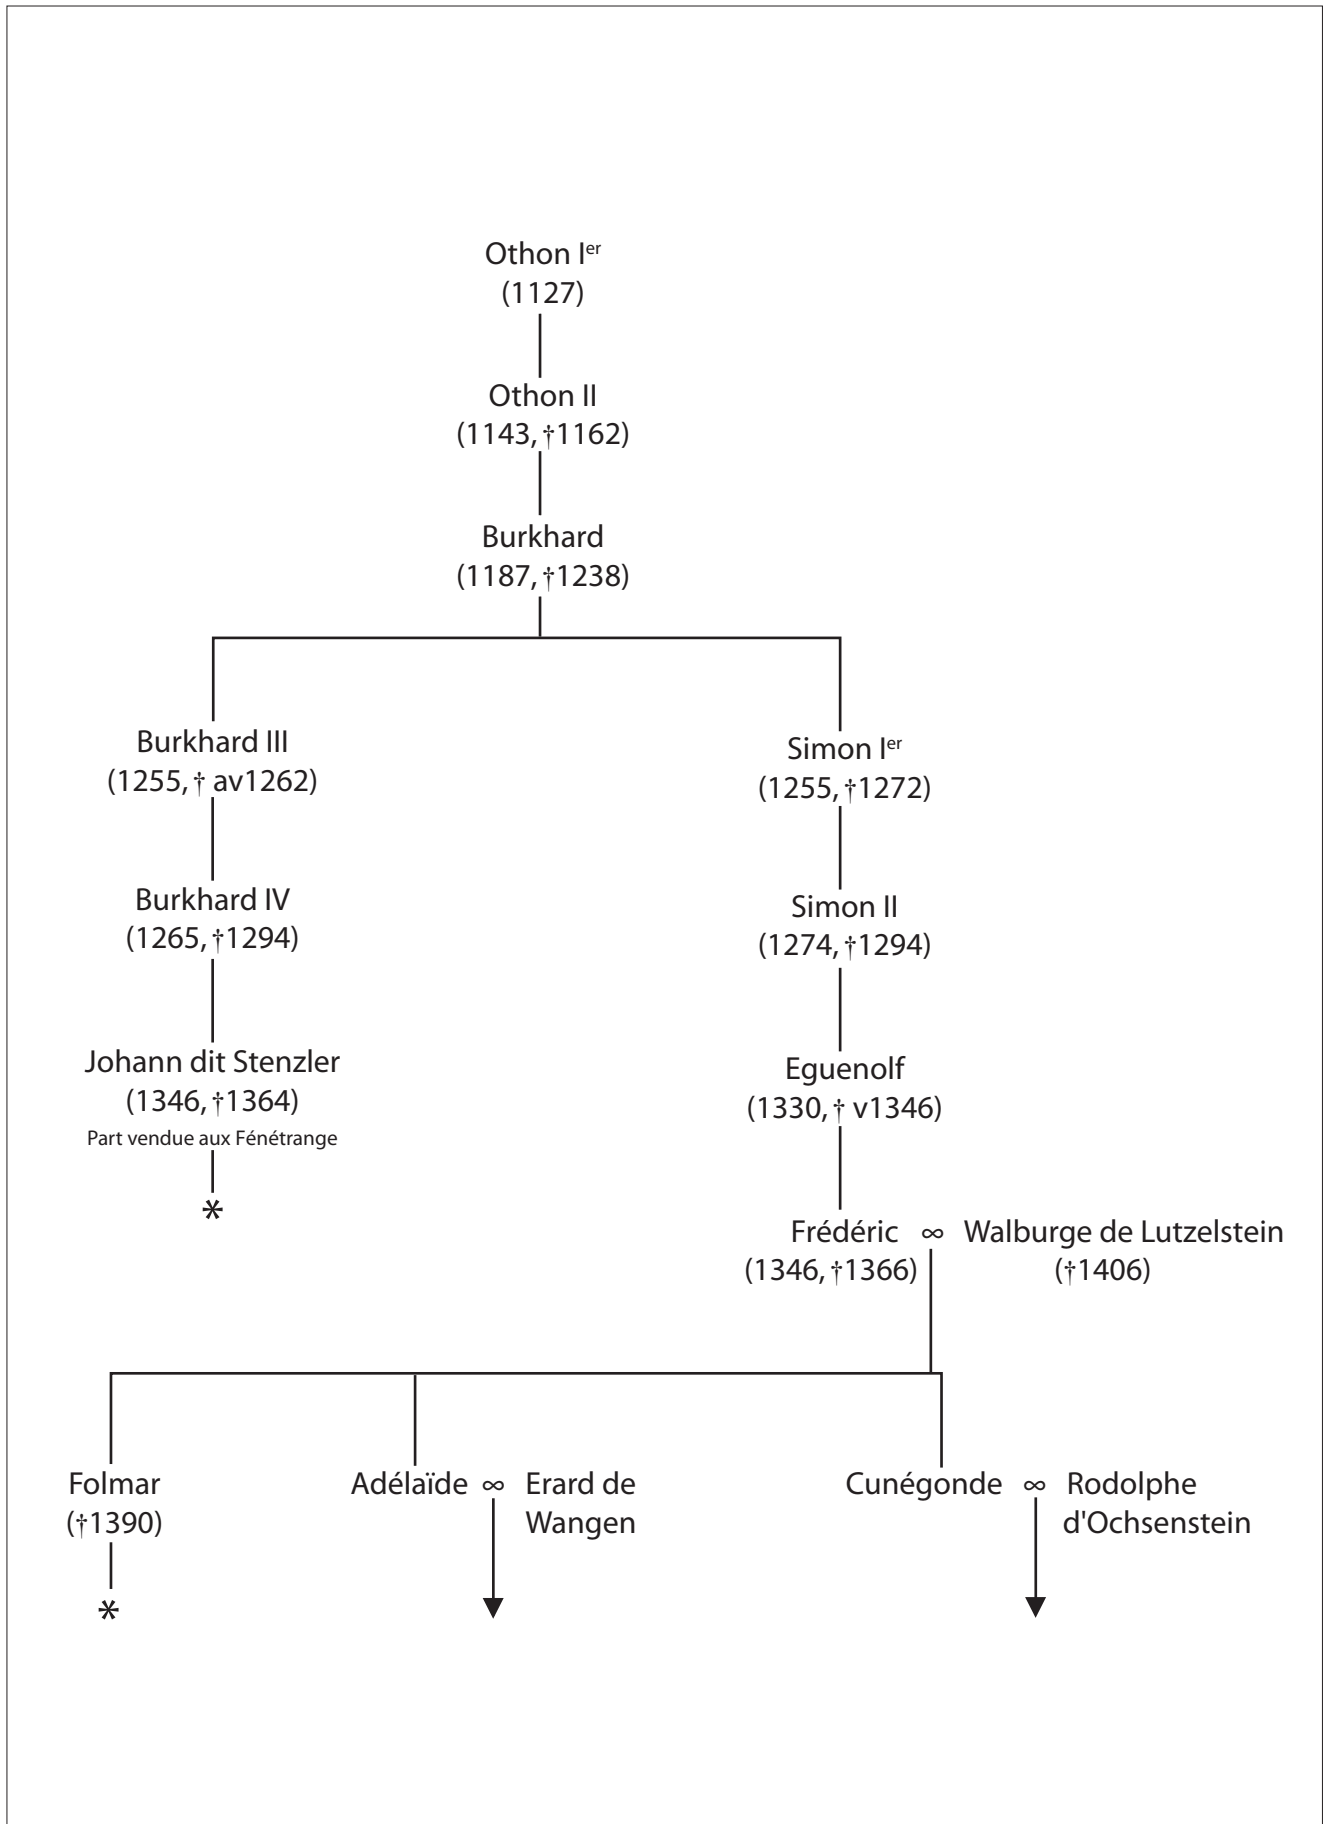 Othon Ier
(1127)
Othon II
(1143, †1162)
Burkhard
(1187, †1238)
Burkhard III
(1255, † av1262)
Simon Ier
(1255, †1272)
Burkhard IV
(1265, †1294)
Simon II
(1274, †1294)
Johann dit Stenzler
(1346, †1364)
Part vendue aux Fénétrange
*
Eguenolf
(1330, † v1346)
Frédéric ∞ Walburge de Lutzelstein
(1346, †1366) (†1406)
Folmar
(†1390)
*
Adélaïde ∞ Erard de
Wangen
Cunégonde ∞ Rodolphe
d'Ochsenstein